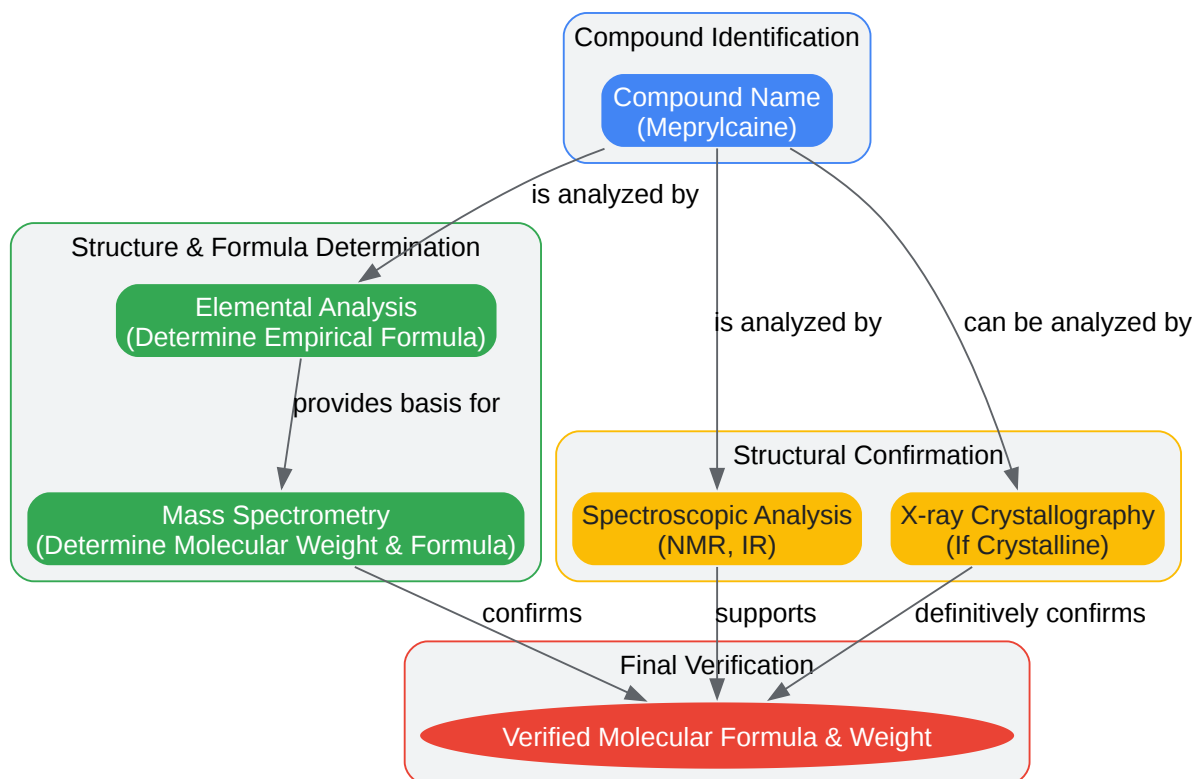 Compound Identification
Compound Name
(Meprylcaine)
is analyzed by
Structure & Formula Determination
Elemental Analysis
(Determine Empirical Formula)
is analyzed by
can be analyzed by
provides basis for
Structural Confirmation
Mass Spectrometry
(Determine Molecular Weight & Formula)
Spectroscopic Analysis
(NMR, IR)
X-ray Crystallography
(If Crystalline)
confirms
supports
definitively confirms
Final Verification
Verified Molecular Formula & Weight